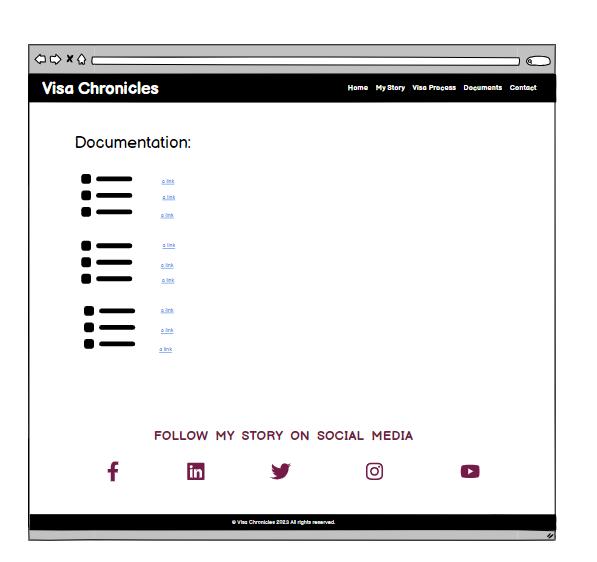 Visa Chronicles
Home My Story Visa Process Documents Contact
Documentation:
a link
a link
a link
a link
a link
a link
a link
a link
a link
FOLLOW MY STORY ON SOCIAL MEDIA
© Visa Chronicles 2023 All rights reserved.